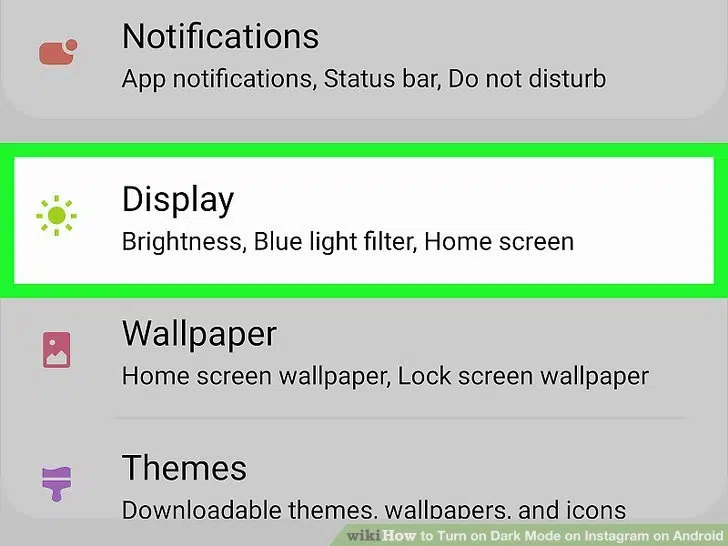 Notifications
App notifications, Status bar, Do not disturb
Display
Brightness, Blue light filter, Home screen
Wallpaper
Home screen wallpaper, Lock screen wallpaper
Themes
Downloadable themes, wallpapers, and icons
wikiHow to Turn on Dark Mode on Instagram on Android